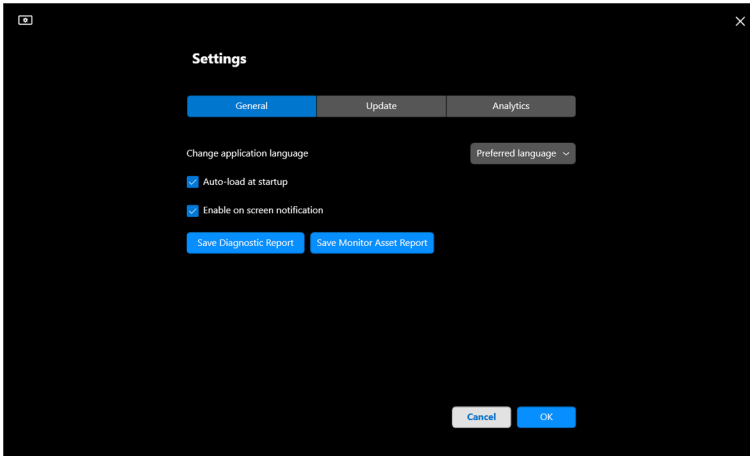 Settings
General
Update
Analytics
Change application language
Preferred language
Auto-load at startup
Enable on screen notification
Save Diagnostic Report
Save Monitor Asset Report
Cancel
OK